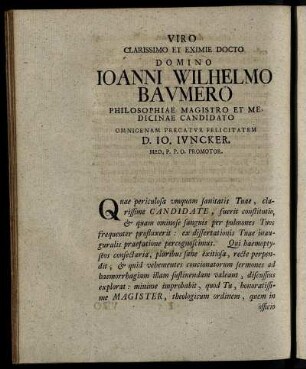 VIRO
CLARISSIMO ET EXIMIE DOCTO
DOMINO
IOANNI WILHELMO
BAVMERO
PHILOSOPHIAE MAGISTRO ET ME-
DICINAE CANDIDATO
OMNIGENAM PRECATVR FELICITATEM
D. IO. IVNCKER.
MED. P. P. O. PROMOTOR.
Quae periculosa vnquam sanitatis Tuae, cla-
rissime CANDIDATE, fuerit constitutio,
& quam ominose sanguis per pulmones Tuos
frequenter profluxerit: ex dissertationis Tuae inau-
guralis praefatione percognoscimus. Qui haemopty-
seos consectaria, pluribus sane exitiosa, recte perpen-
dit, & quid vehementes concionatorum sermones ad
haemorrhagiam illam sustinendam valeant, discussius
explorat: minime improbabit, quod Tu, honoratissi-
me MAGISTER, theologicum ordinem, quem in
officio